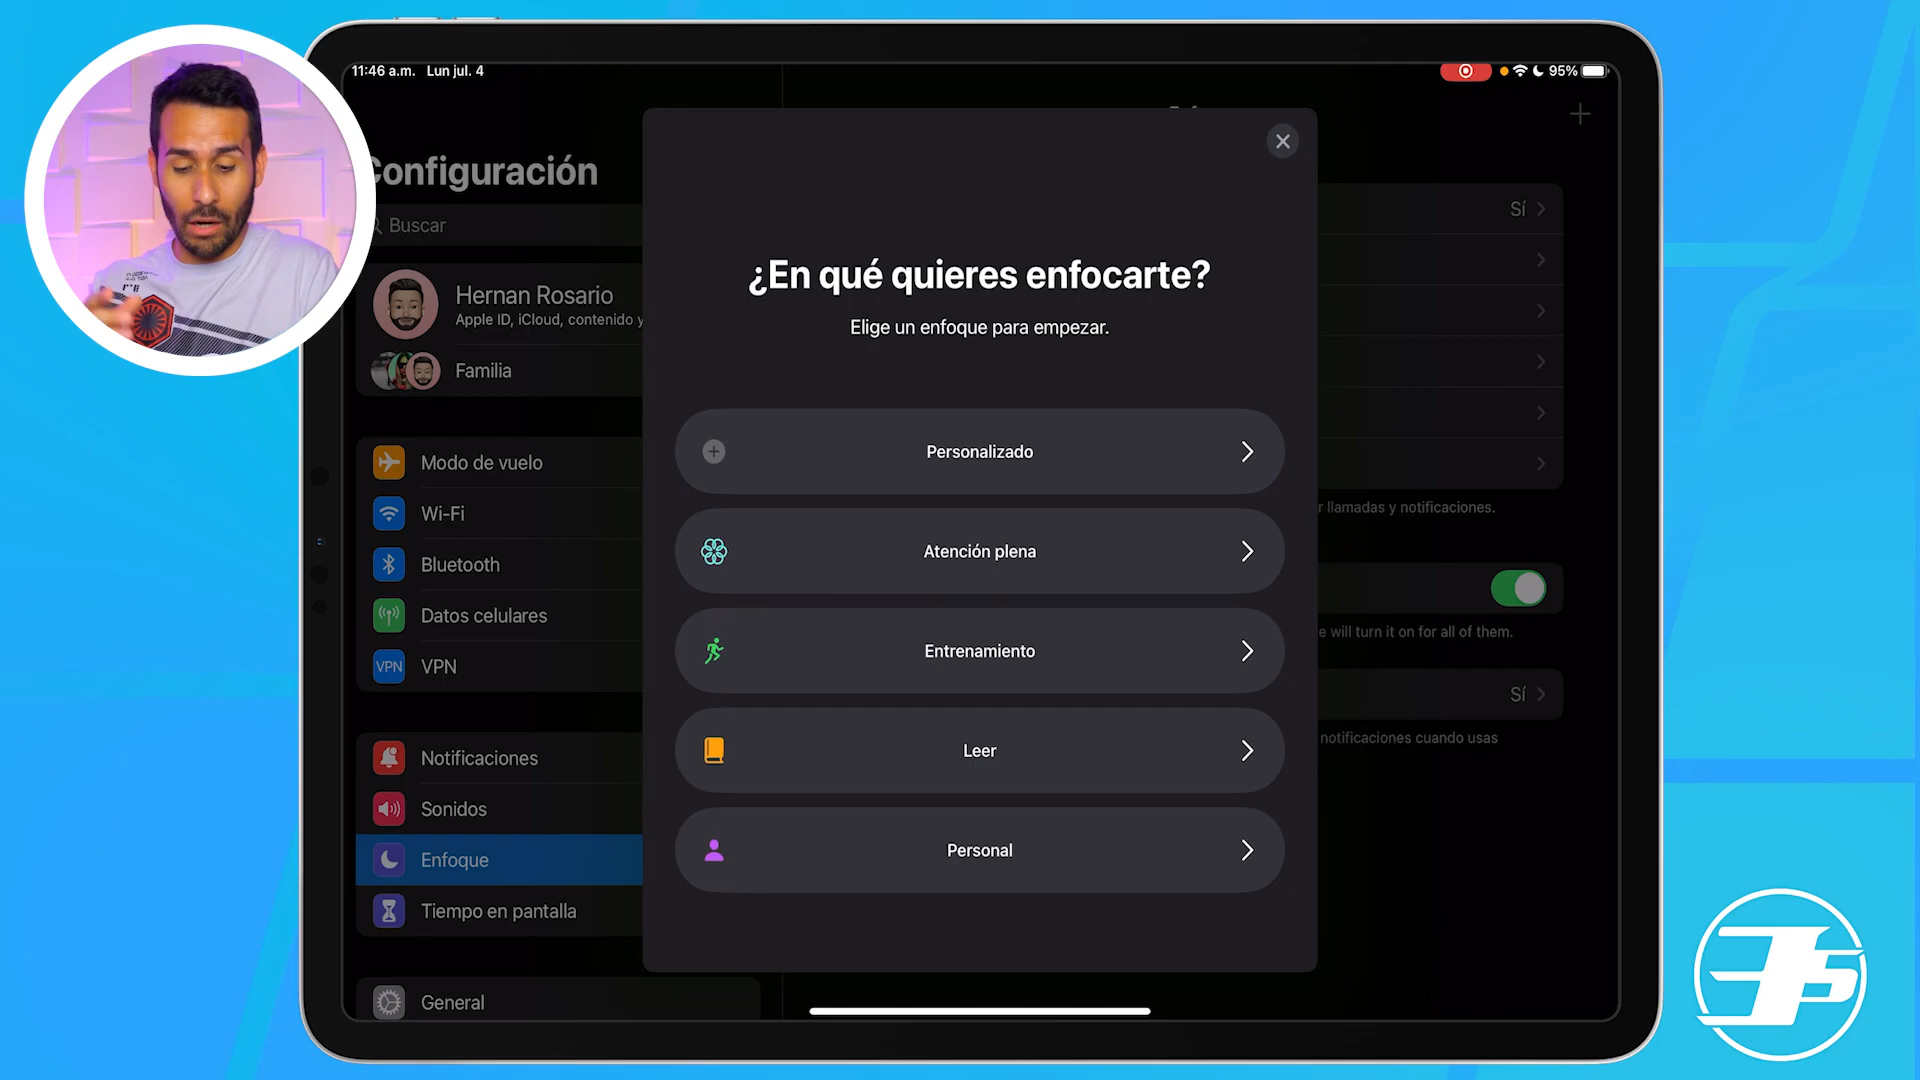 11:46 a.m. Lun jul. 4
95%
Configuración
Buscar
Hernan Rosario
Apple ID, iCloud, contenido y
Familia
Modo de vuelo
Wi-Fi
Bluetooth
Datos celulares
VPN
VPN
Notificaciones
Sonidos
Enfoque
Tiempo en pantalla
General
¿En qué quieres enfocarte?
Elige un enfoque para empezar.
Personalizado
Atención plena
Entrenamiento
Leer
Personal
Sí
r llamadas y notificaciones.
e will turn it on for all of them.
Sí
notificaciones cuando usas